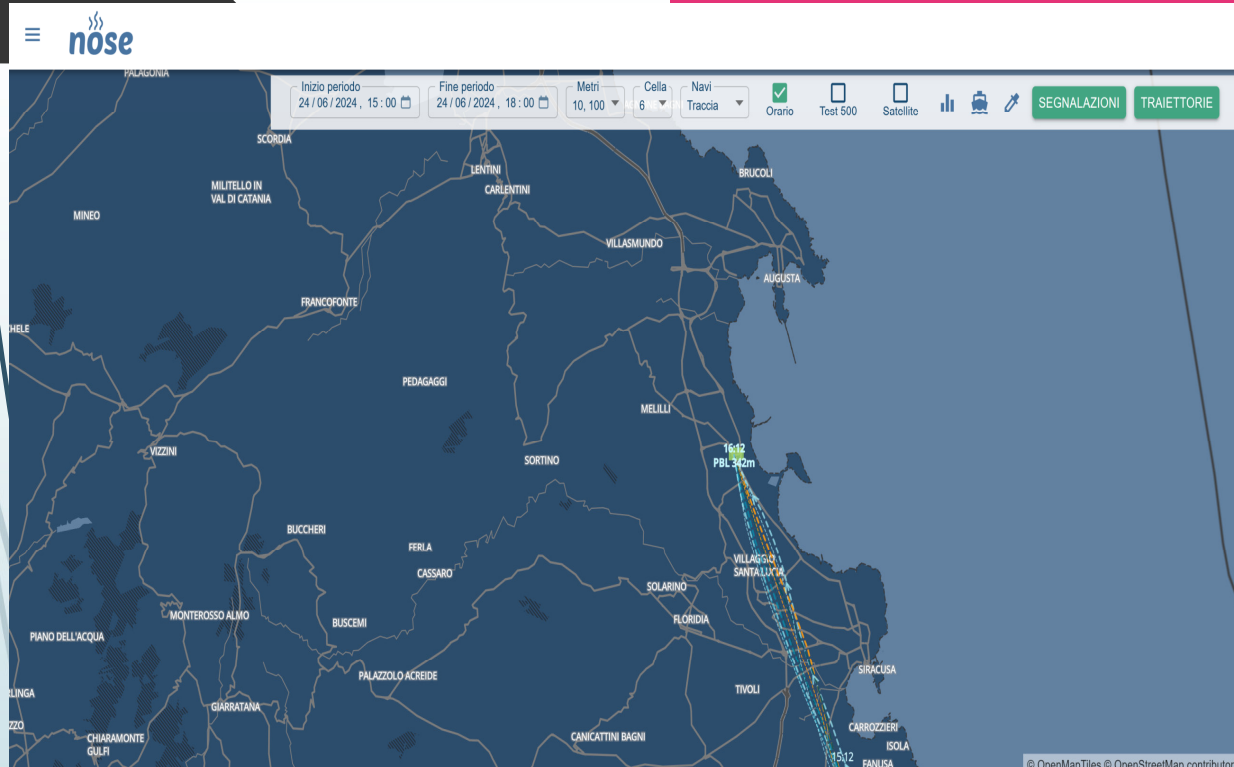 nose
Inizio periodo
24 / 06 / 2024 , 15 : 00
Fine periodo
24 / 06 / 2024 , 18 : 00
Metri
10, 100
Cella
6
Navi
Traccia
Orario
Test 500
Satellite
SEGNALAZIONI
TRAIETTORIE
PALAGONIA
SCORDIA
LENTINI
CARLENTINI
BRUCOLI
MILITELLO IN
VAL DI CATANIA
MINEO
VILLASMUNDO
AUGUSTA
FRANCOFONTE
HELE
PEDAGAGGI
MELILLI
16:12
PBL 342m
VIZZINI
SORTINO
BUCCHERI
FERLA
CASSARO
VILLAGGIO
SANTA LUCIA
SOLARINO
MONTEROSSO ALMO
BUSCEMI
FLORIDIA
PIANO DELL'ACQUA
PALAZZOLO ACREIDE
SIRACUSA
RLINGA
TIVOLI
GIARRATANA
ZZO
CARROZZIERI
CHIARAMONTE
GULFI
CANICATTINI BAGNI
ISOLA
15:12
FANUSA
© OpenMapTiles © OpenStreetMap contributor